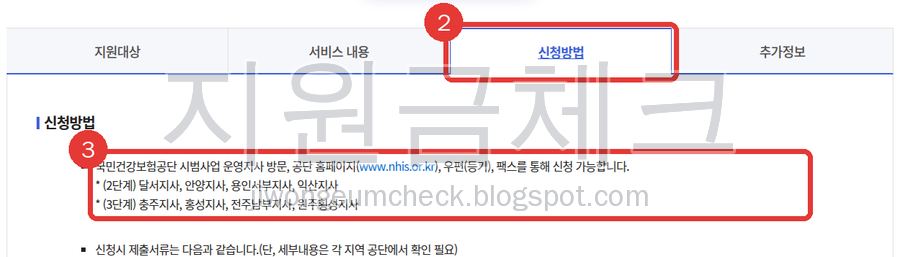 2
지원대상 서비스 내용 신청방법 추가정보
지원금체크
신청방법
3
국민건강보험공단 시범사업 운영지사 방문, 공단 홈페이지(www.nhis.or.kr), 우편(등기), 팩스를 통해 신청 가능합니다.
* (2단계) 달서지사, 안양지사, 용인서부지사, 익산지사
jiwongeumcheck.blogspot.com
* (3단계) 충주지사, 홍성지사, 전주남부지사, 원주횡성지사
신청시 제출서류는 다음과 같습니다.(단, 세부내용은 각 지역 공단에서 확인 필요)